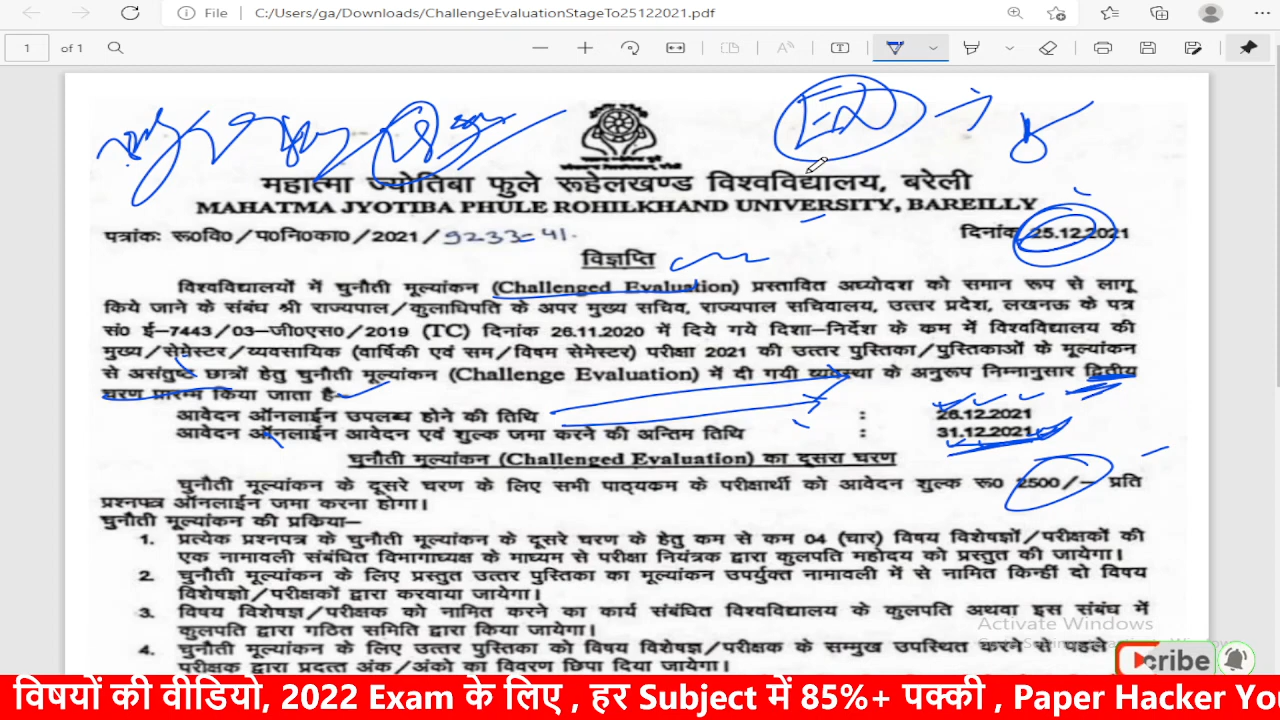 File C:/Users/ga/Downloads/ChallengeEvaluationStageTo25122021.pdf
1 of 1
महात्मा ज्योतिबा फुले रूहेलखण्ड विश्वविद्यालय, बरेली
MAHATMA JYOTIBA PHULE ROHILKHAND UNIVERSITY, BAREILLY
पत्रांकः रू0वि0/प0नि0का0/2021/9233=41. दिनांक 25.12.2021
विज्ञप्ति
विश्वविद्यालयों में चुनौती मूल्यांकन (Challenged Evaluation) प्रस्तावित अध्योदश को समान रूप से लागू
किये जाने के संबंध श्री राज्यपाल/कुलाधिपति के अपर मुख्य सचिव, राज्यपाल सचिवालय, उत्तर प्रदेश, लखनऊ के पत्र
सं0 ई-7443/03-जी0एस0/2019 (TC) दिनांक 26.11.2020 में दिये गये दिशा-निर्देश के कम में विश्वविद्यालय की
मुख्य/सेमेस्टर/व्यवसायिक (वार्षिकी एवं सम/विषम सेमेस्टर) परीक्षा 2021 की उत्तर पुस्तिका/पुस्तिकाओं के मूल्यांकन
से असंतुष्ट छात्रों हेतु चुनौती मूल्यांकन (Challenge Evaluation) में दी गयी व्यवस्था के अनुरूप निम्नानुसार द्वितीय
चरण प्रारम्भ किया जाता है-
आवेदन ऑनलाईन उपलब्ध होने की तिथि : 26.12.2021
आवेदन ऑनलाईन आवेदन एवं शुल्क जमा करने की अन्तिम तिथि : 31.12.2021
चुनौती मूल्यांकन (Challenged Evaluation) का दूसरा चरण
चुनौती मूल्यांकन के दूसरे चरण के लिए सभी पाठ्यकम के परीक्षार्थी को आवेदन शुल्क रू0 2500/- प्रति
प्रश्नपत्र ऑनलाईन जमा करना होगा।
चुनौती मूल्यांकन की प्रकिया-
1. प्रत्येक प्रश्नपत्र के चुनौती मूल्यांकन के दूसरे चरण के हेतु कम से कम 04 (चार) विषय विशेषज्ञों/परीक्षकों की
एक नामावली संबंधित विभागाध्यक्ष के माध्यम से परीक्षा नियंत्रक द्वारा कुलपति महोदय को प्रस्तुत की जायेगा।
2. चुनौती मूल्यांकन के लिए प्रस्तुत उत्तर पुस्तिका का मूल्यांकन उपर्युक्त नामावली में से नामित किन्हीं दो विषय
विशेषज्ञो/परीक्षकों द्वारा करवाया जायेगा।
3. विषय विशेषज्ञ/परीक्षक को नामित करने का कार्य संबंधित विश्वविद्यालय के कुलपति अथवा इस संबंघ में
कुलपति द्वारा गठित समिति द्वारा किया जायेगा।
4. चुनौती मूल्यांकन के लिए उत्तर पुस्तिका को विषय विशेषज्ञ/परीक्षक के सम्मुख उपस्थित करने से पहले
परीक्षक द्वारा प्रदत्त अंक/अंको का विवरण छिपा दिया जायेगा।
Activate Windows
cribe
विषयों की वीडियो, 2022 Exam के लिए , हर Subject में 85%+ पक्की , Paper Hacker Yo